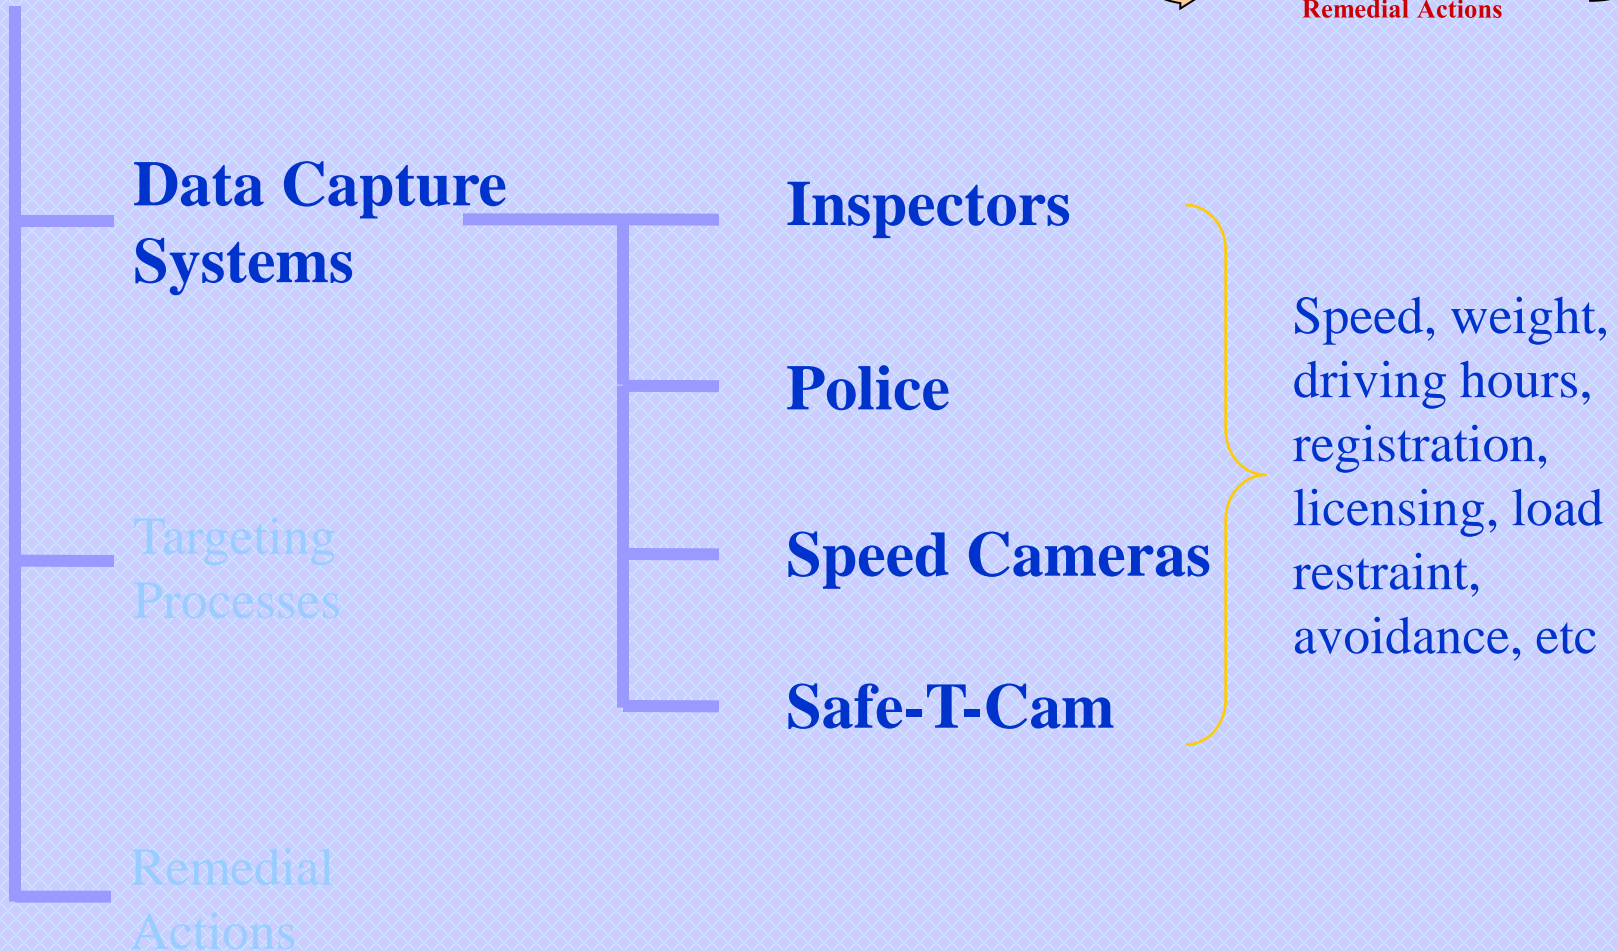 Remedial Actions
Data Capture
Systems
Inspectors
Police
Speed Cameras
Safe-T-Cam
Speed, weight,
driving hours,
registration,
licensing, load
restraint,
avoidance, etc
Targeting
Processes
Remedial
Actions